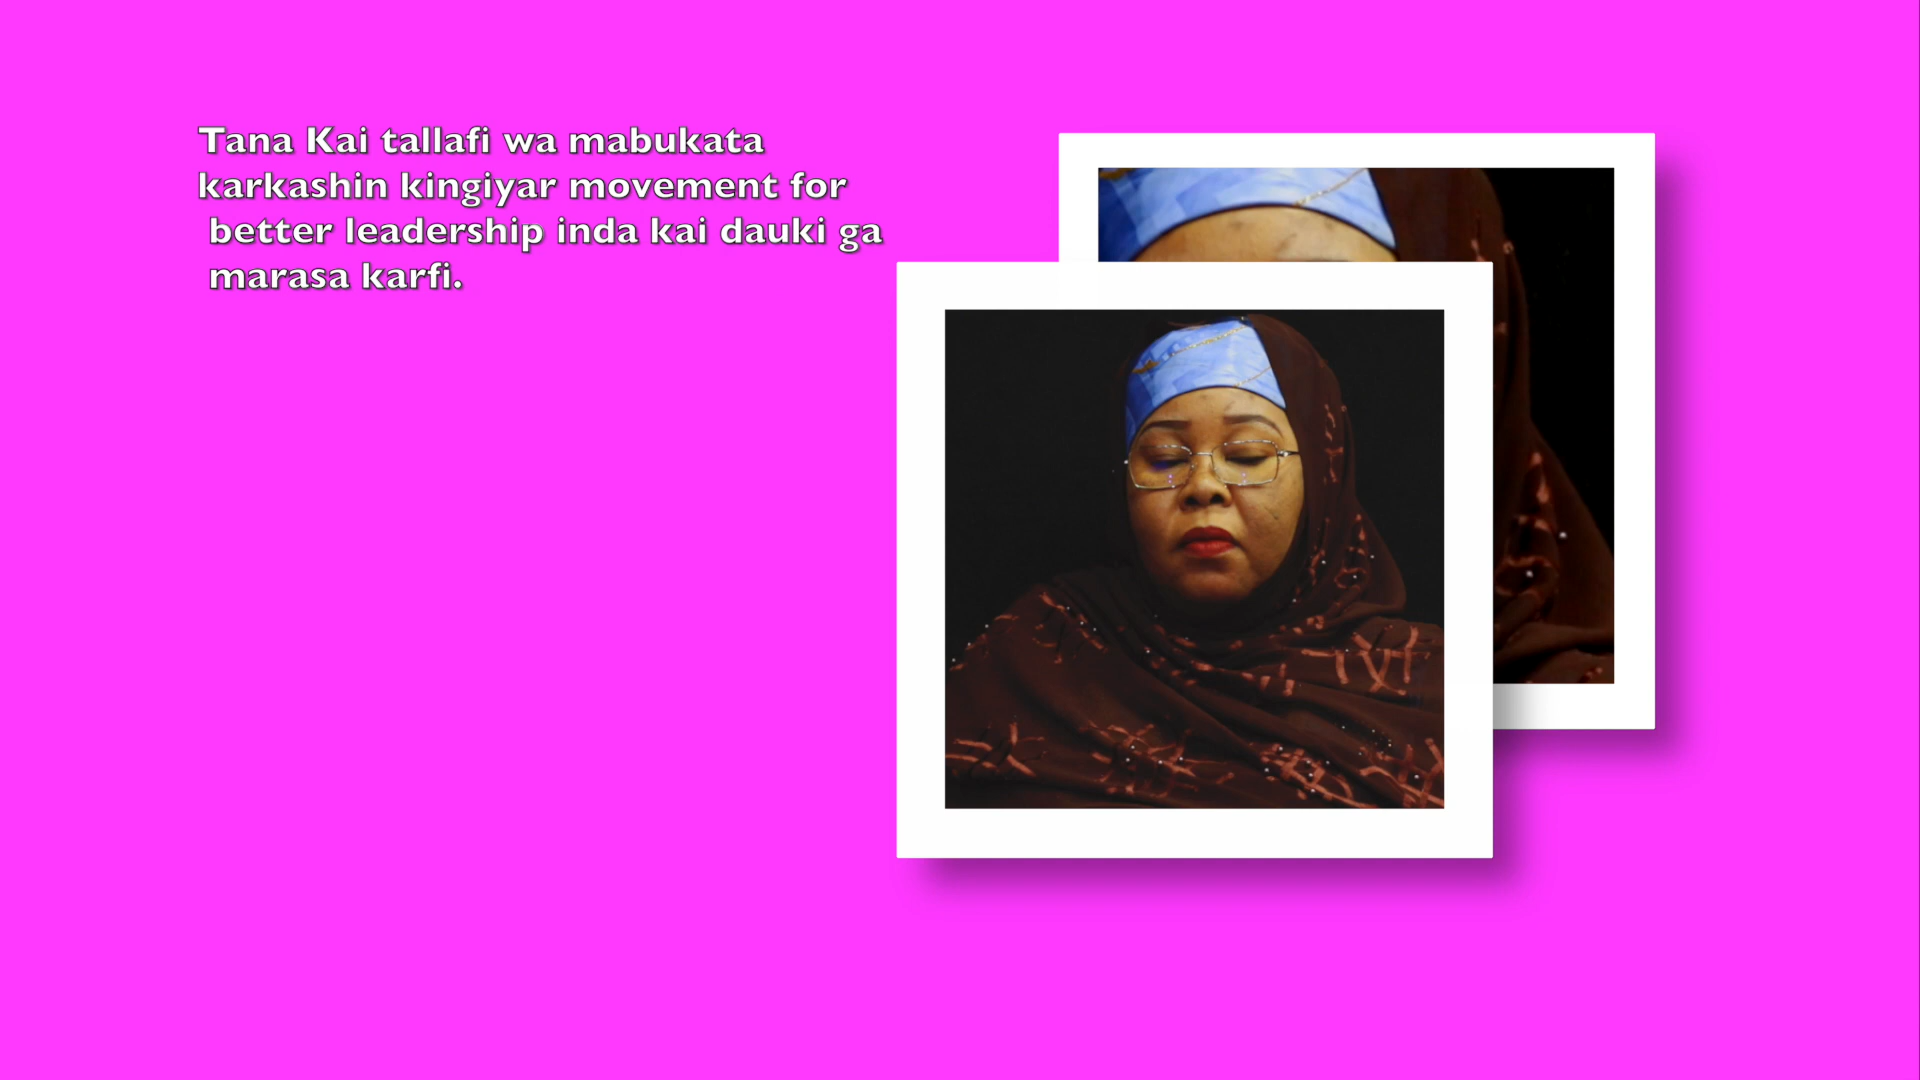 Tana Kai tallafi wa mabukata
karkashin kingiyar movement for
better leadership inda kai dauki ga
marasa karfi.